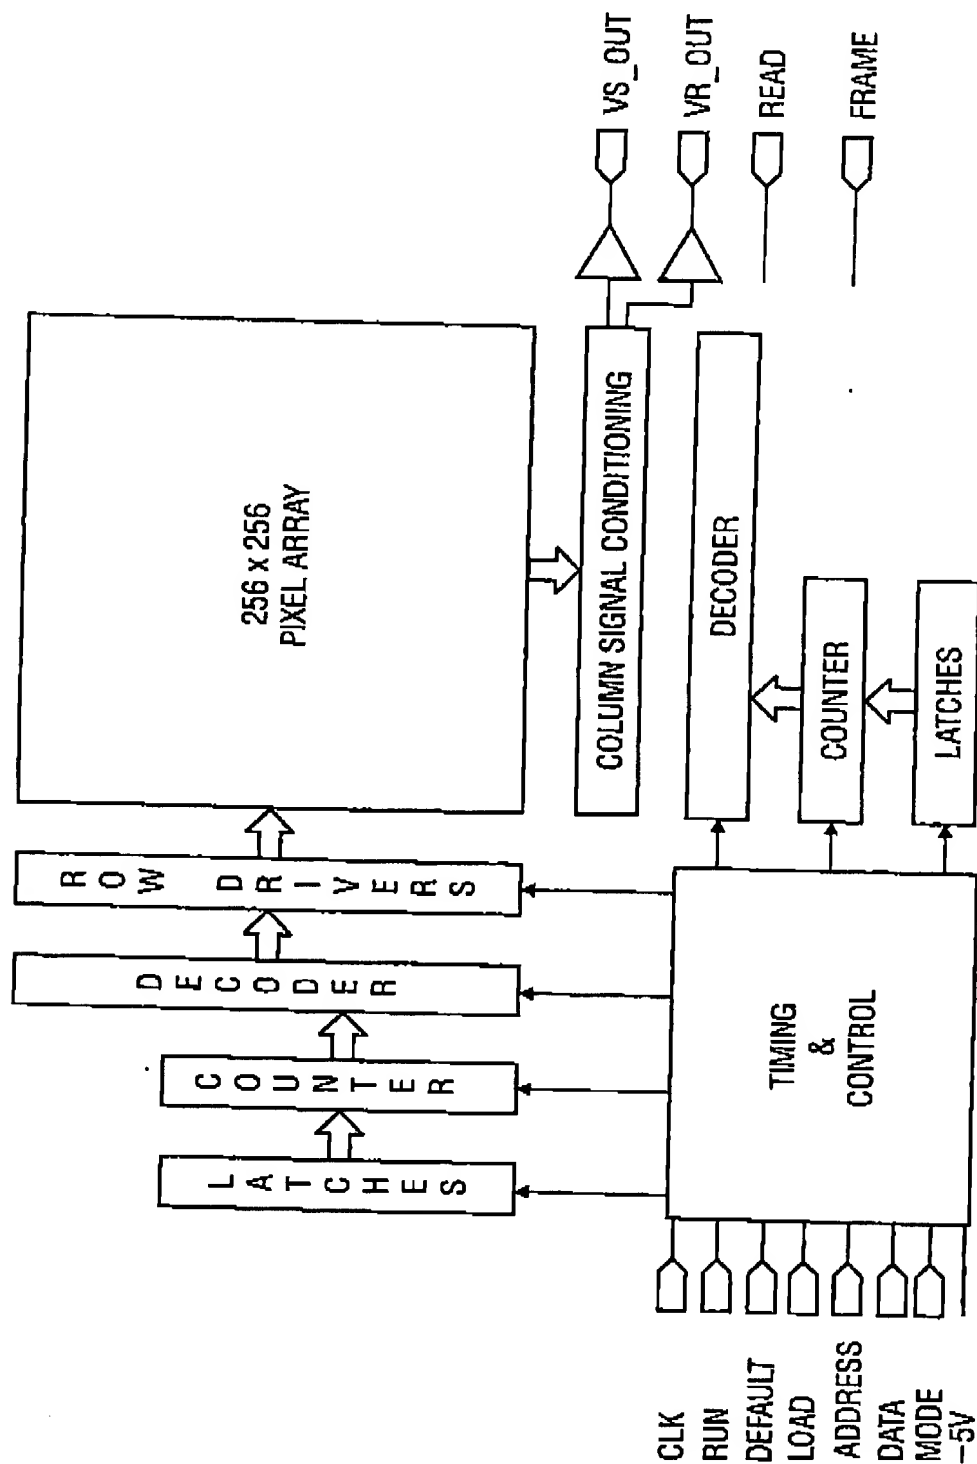 256 x 256
PIXEL ARRAY
ROW DRIVERS
DECODER
COUNTER
LATCHES
COLUMN SIGNAL CONDITIONING
VS_OUT
VR_OUT
READ
FRAME
DECODER
COUNTER
LATCHES
TIMING
&
CONTROL
CLK
RUN
DEFAULT
LOAD
ADDRESS
DATA
MODE
–5V